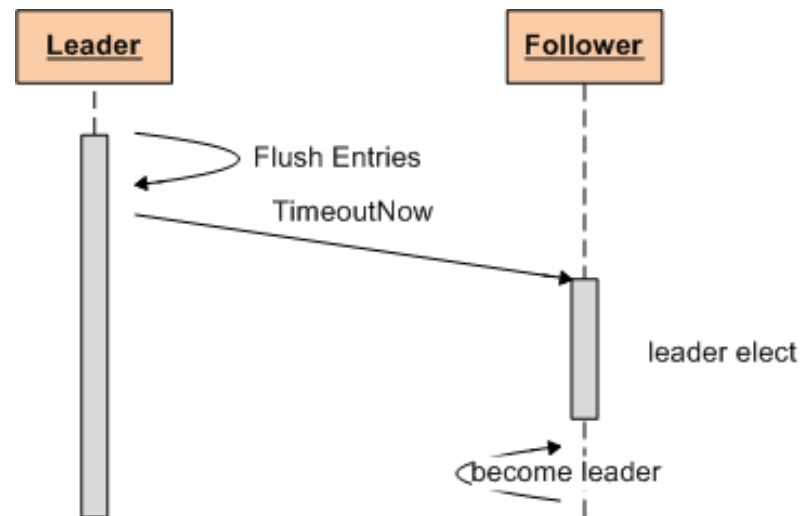 Leader
Follower
Flush Entries
TimeoutNow
leader elect
become leader